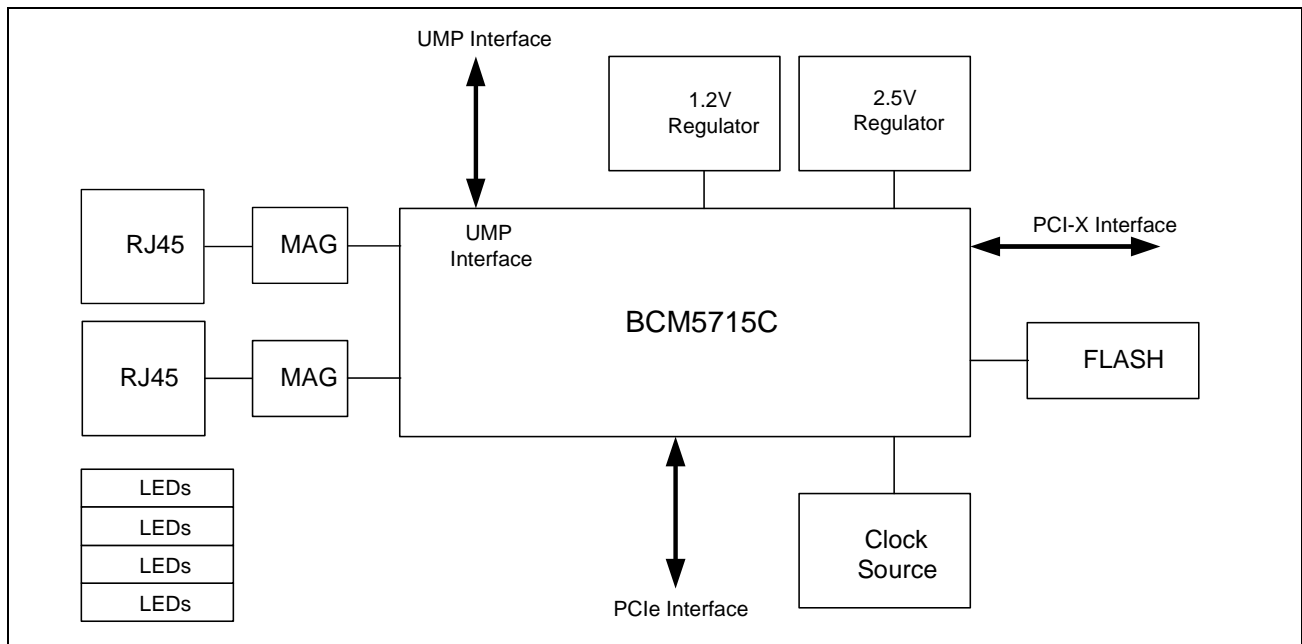 UMP Interface
1.2V
Regulator
2.5V
Regulator
RJ45
MAG
UMP
Interface
PCI-X Interface
BCM5715C
RJ45
MAG
FLASH
LEDs
LEDs
LEDs
LEDs
Clock
Source
PCIe Interface